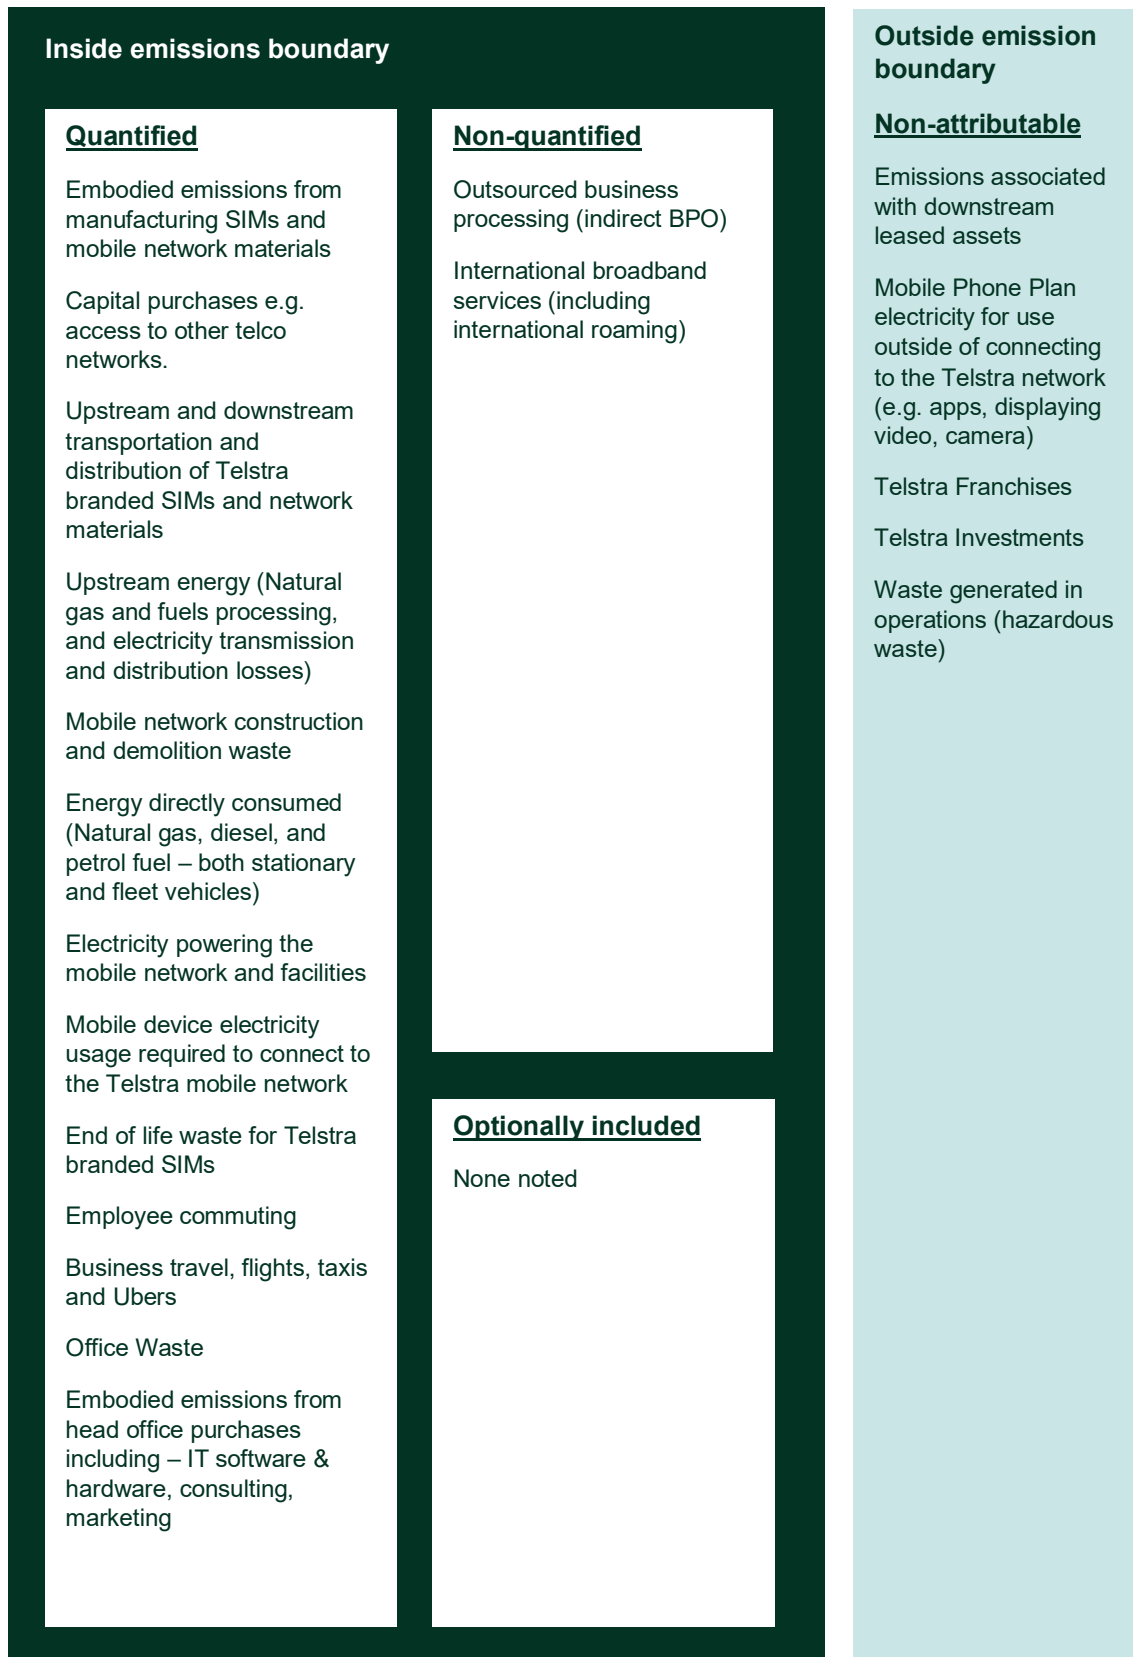 Inside emissions boundary
Quantified
Embodied emissions from
manufacturing SIMs and
mobile network materials
Capital purchases e.g.
access to other telco
networks.
Upstream and downstream
transportation and
distribution of Telstra
branded SIMs and network
materials
Upstream energy (Natural
gas and fuels processing,
and electricity transmission
and distribution losses)
Mobile network construction
and demolition waste
Energy directly consumed
(Natural gas, diesel, and
petrol fuel – both stationary
and fleet vehicles)
Electricity powering the
mobile network and facilities
Mobile device electricity
usage required to connect to
the Telstra mobile network
End of life waste for Telstra
branded SIMs
Employee commuting
Business travel, flights, taxis
and Ubers
Office Waste
Embodied emissions from
head office purchases
including – IT software &
hardware, consulting,
marketing
Non-quantified
Outsourced business
processing (indirect BPO)
International broadband
services (including
international roaming)
Optionally included
None noted
Outside emission
boundary
Non-attributable
Emissions associated
with downstream
leased assets
Mobile Phone Plan
electricity for use
outside of connecting
to the Telstra network
(e.g. apps, displaying
video, camera)
Telstra Franchises
Telstra Investments
Waste generated in
operations (hazardous
waste)